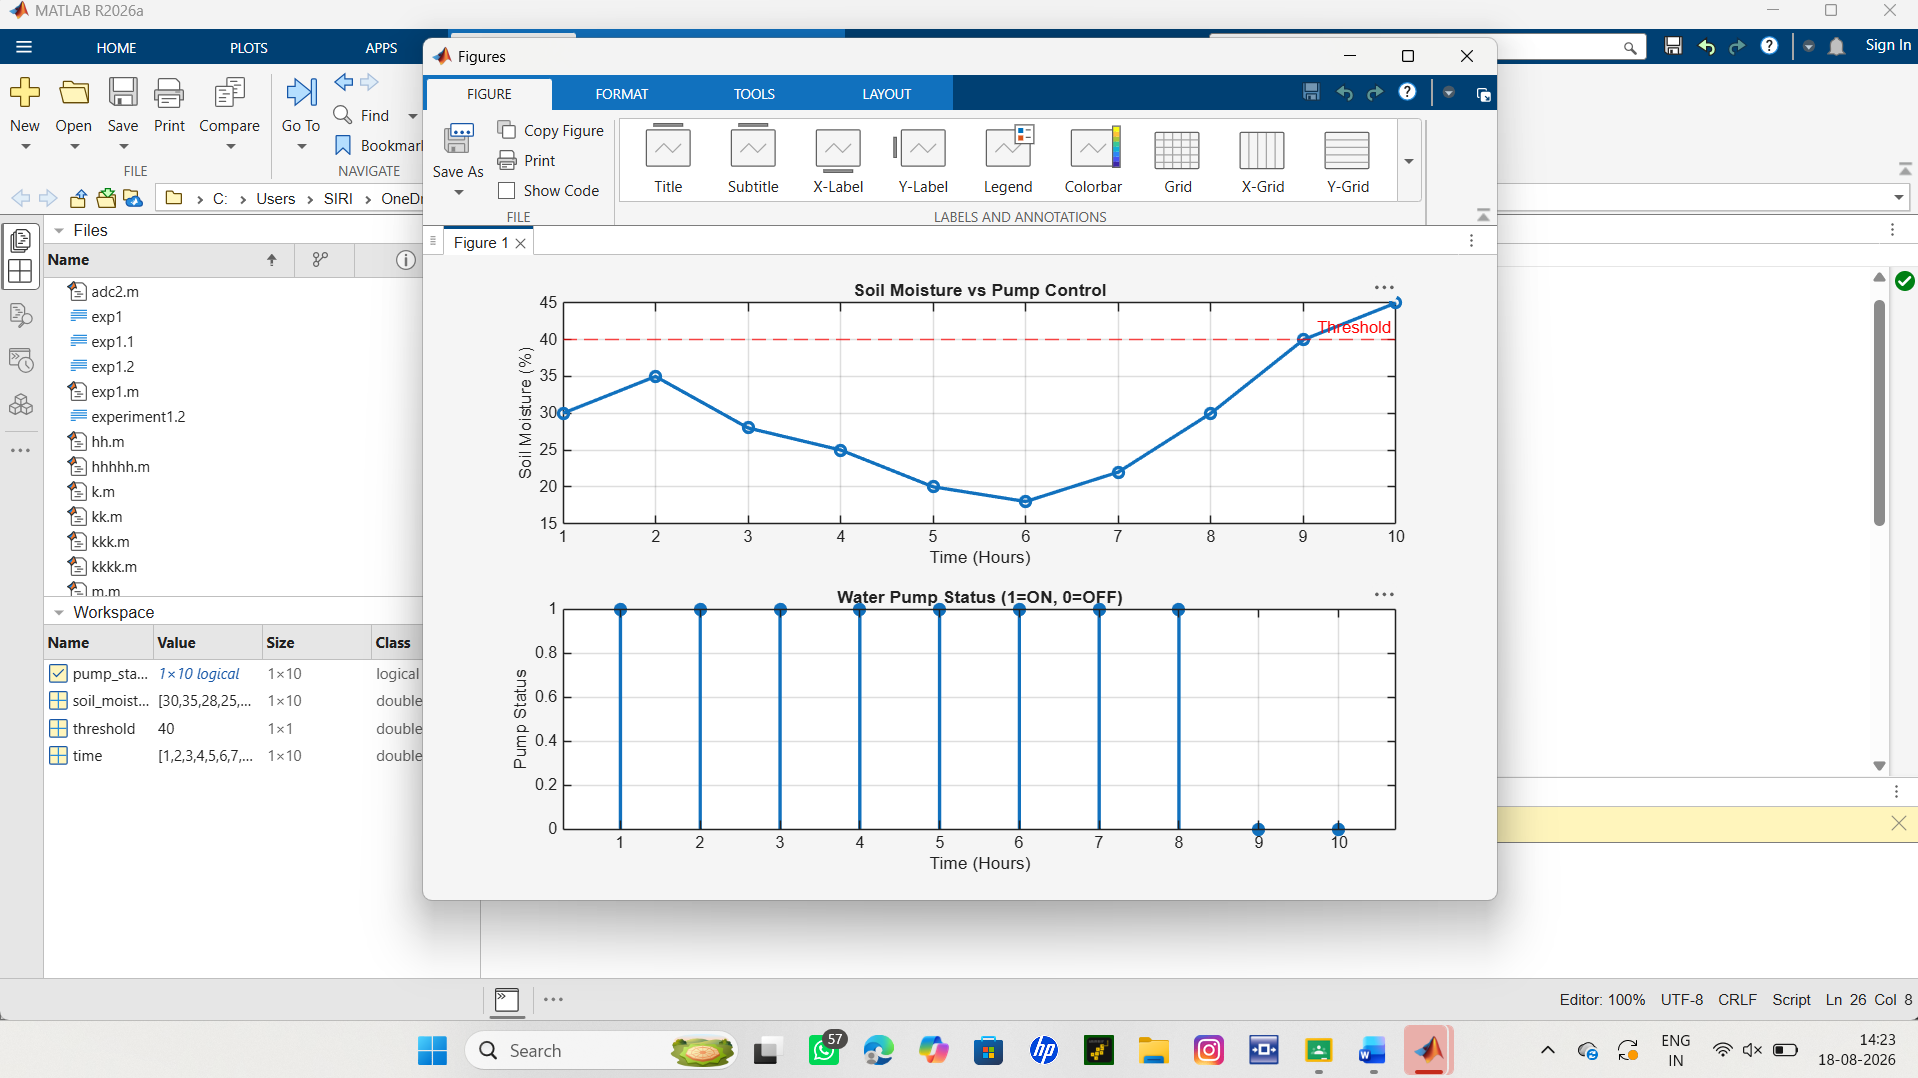 MATLAB R2026a
HOME
PLOTS
APPS
Sign In
New
Open
Save
Print
Compare
Go To
Find
Bookmark
FILE
NAVIGATE
C:
Users
SIRI
Files
Name
adc2.m
exp1
exp1.1
exp1.2
exp1.m
experiment1.2
hh.m
hhhhh.m
k.m
kk.m
kkk.m
kkkk.m
m.m
Workspace
Name Value Size Class
pump_sta... 1×10 logical 1×10 logical
soil_moist... [30,35,28,25,... 1×10 double
threshold 40 1×1 double
time [1,2,3,4,5,6,7,... 1×10 double
Figures
FIGURE
FORMAT
TOOLS
LAYOUT
Save As
Copy Figure
Print
Show Code
FILE
Title
Subtitle
X-Label
Y-Label
Legend
Colorbar
Grid
X-Grid
Y-Grid
LABELS AND ANNOTATIONS
Figure 1
Soil Moisture vs Pump Control
45
40
35
30
25
20
15
Soil Moisture (%)
Threshold
1 2 3 4 5 6 7 8 9 10
Time (Hours)
Water Pump Status (1=ON, 0=OFF)
1
0.8
0.6
0.4
0.2
0
Pump Status
1 2 3 4 5 6 7 8 9 10
Time (Hours)
Editor: 100% UTF-8 CRLF Script Ln 26 Col 8
Search
57
hp
ENG
IN
14:23
18-08-2026